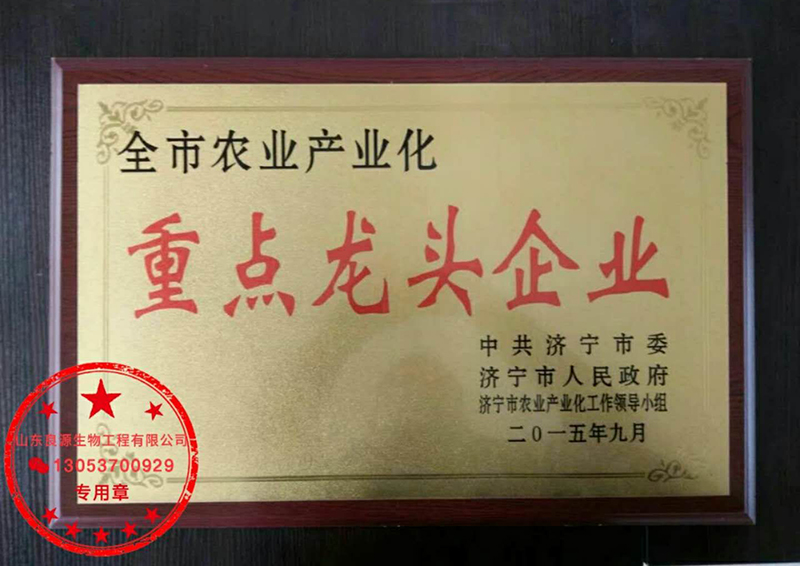 全市农业产业化
重点龙头企业
中共济宁市委
济宁市人民政府
济宁市农业产业化工作领导小组
二0一五年九月
山东良源生物工程有限公司
13053700929
专用章